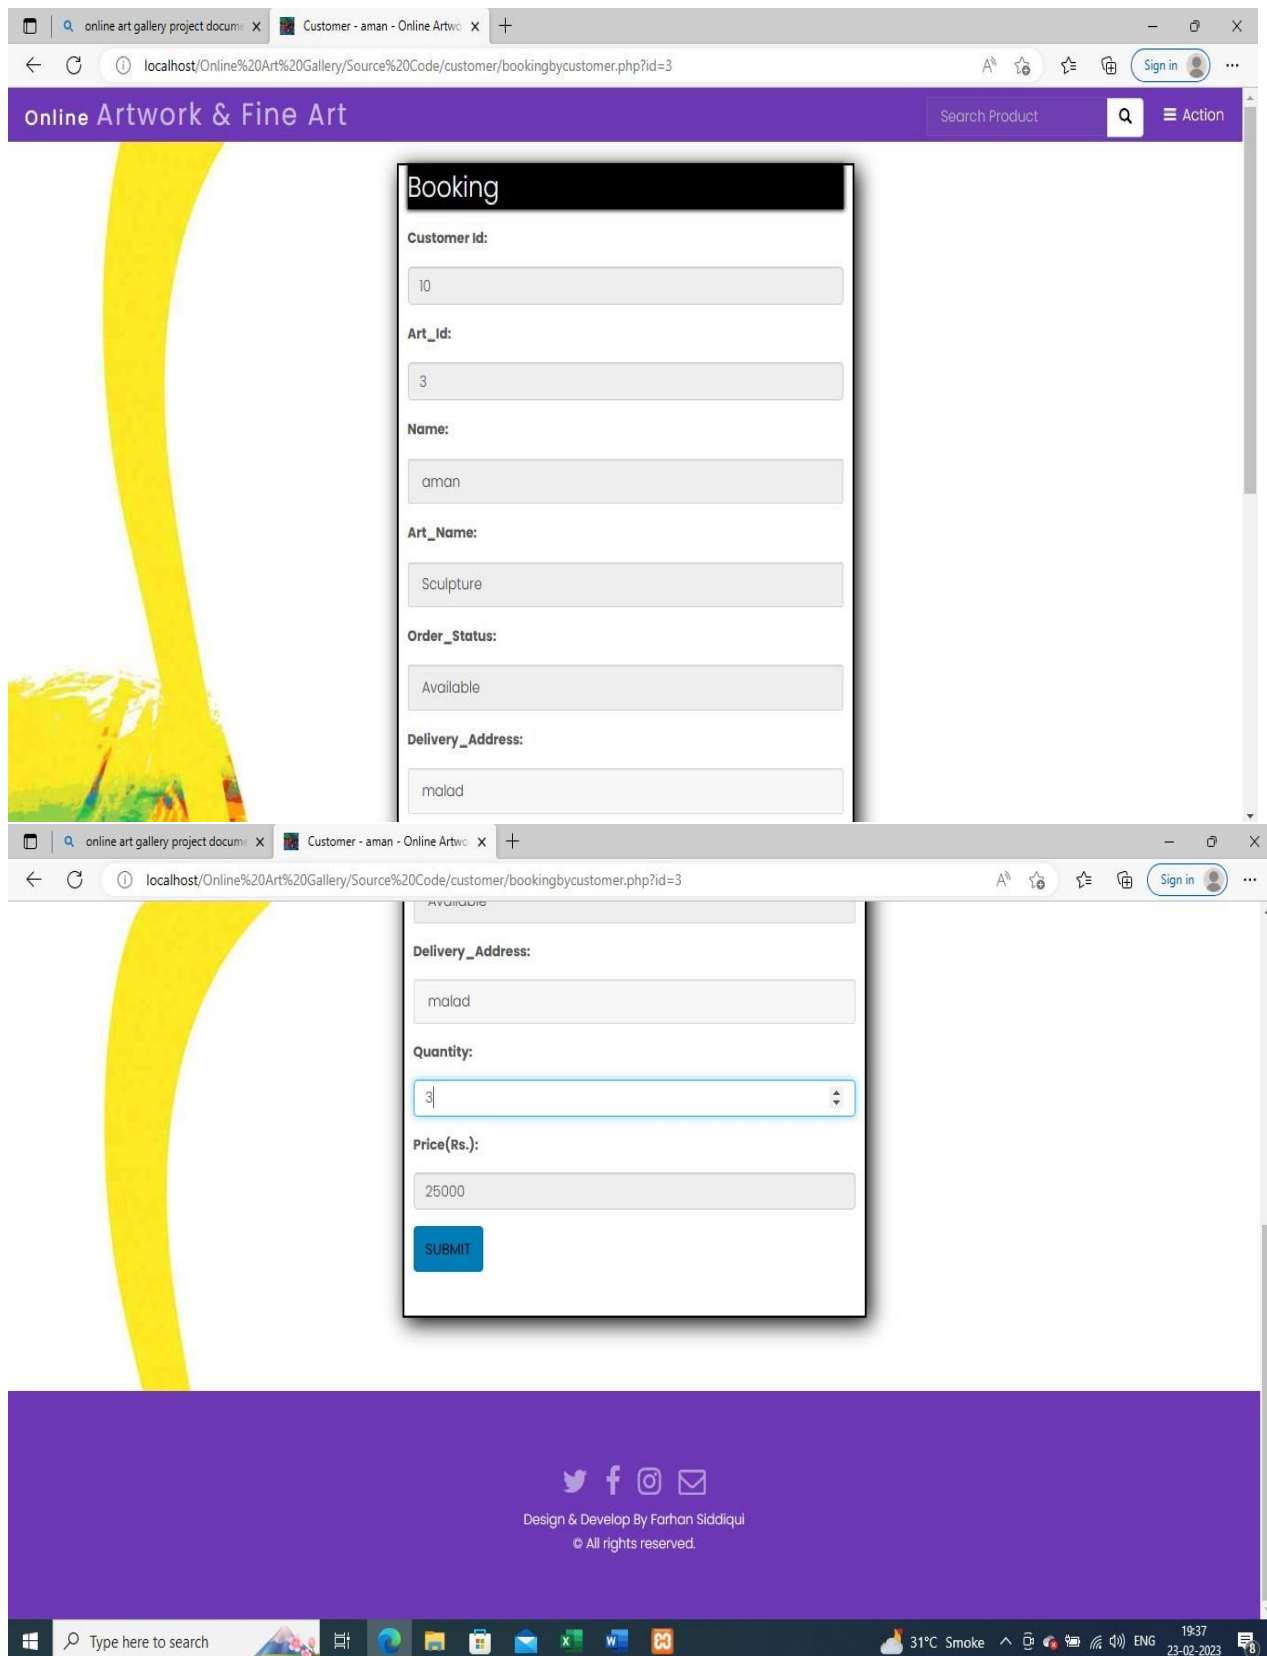 online art gallery project docum
Customer - aman - Online Artwo
localhost/Online%20Art%20Gallery/Source%20Code/customer/bookingbycustomer.php?id=3
Sign in
Online Artwork & Fine Art
Search Product
Action
Booking
Customer Id:
10
Art_Id:
3
Name:
aman
Art_Name:
Sculpture
Order_Status:
Available
Delivery_Address:
malad
online art gallery project docum
Customer - aman - Online Artwo
localhost/Online%20Art%20Gallery/Source%20Code/customer/bookingbycustomer.php?id=3
Sign in
Available
Delivery_Address:
malad
Quantity:
3
Price(Rs.):
25000
SUBMIT
Design & Develop By Farhan Siddiqui
© All rights reserved.
Type here to search
31°C Smoke
ENG
19:37
23-02-2023
8